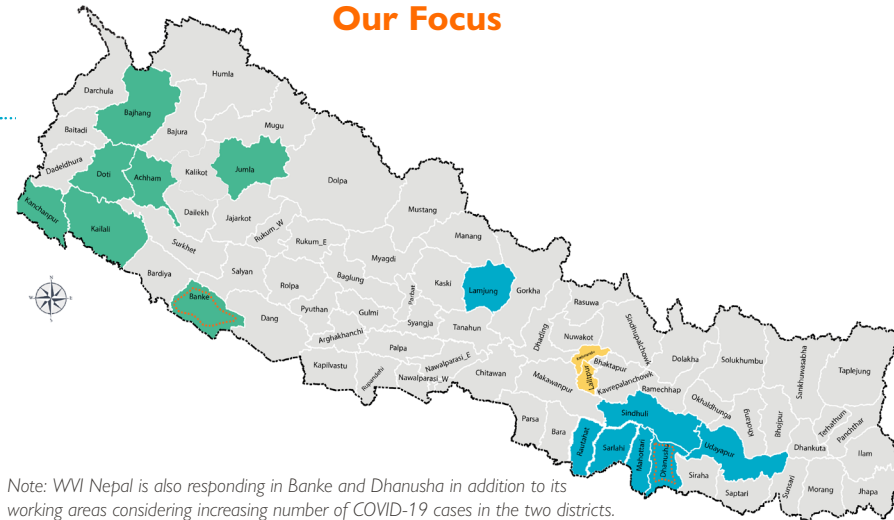 Our Focus
Humla
Darchula
Bajhang
Mugu
Baitadi
Bajura
Dadeldhura
Doti
Achham
Kalikot
Jumla
Dolpa
Kanchanpur
Kailali
Dailekh
Jajarkot
Rukum_W
Rukum_E
Mustang
Manang
Surkhet
Bardiya
Salyan
Rolpa
Myagdi
Baglung
Parbat
Kaski
Lamjung
Gorkha
Rasuwa
Banke
Dang
Pyuthan
Gulmi
Syangja
Tanahun
Dhading
Nuwakot
Sindhupalchowk
Arghakhanchi
Palpa
Kapilvastu
Rupandehi
Nawalparasi_E
Nawalparasi_W
Chitawan
Makawanpur
Lalitpur
Bhaktapur
Kavrepalanchowk
Dolakha
Ramechhap
Solukhumbu
Sankhuwasabha
Taplejung
Parsa
Bara
Rautahat
Sarlahi
Mahottari
Dhanusha
Sindhuli
Okhaldhunga
Khotang
Bhojpur
Udayapur
Siraha
Saptari
Dhankuta
Terhathum
Panchthar
Ilam
Sunsari
Morang
Jhapa
N
W
E
S
Note: WVI Nepal is also responding in Banke and Dhanusha in addition to its
working areas considering increasing number of COVID-19 cases in the two districts.